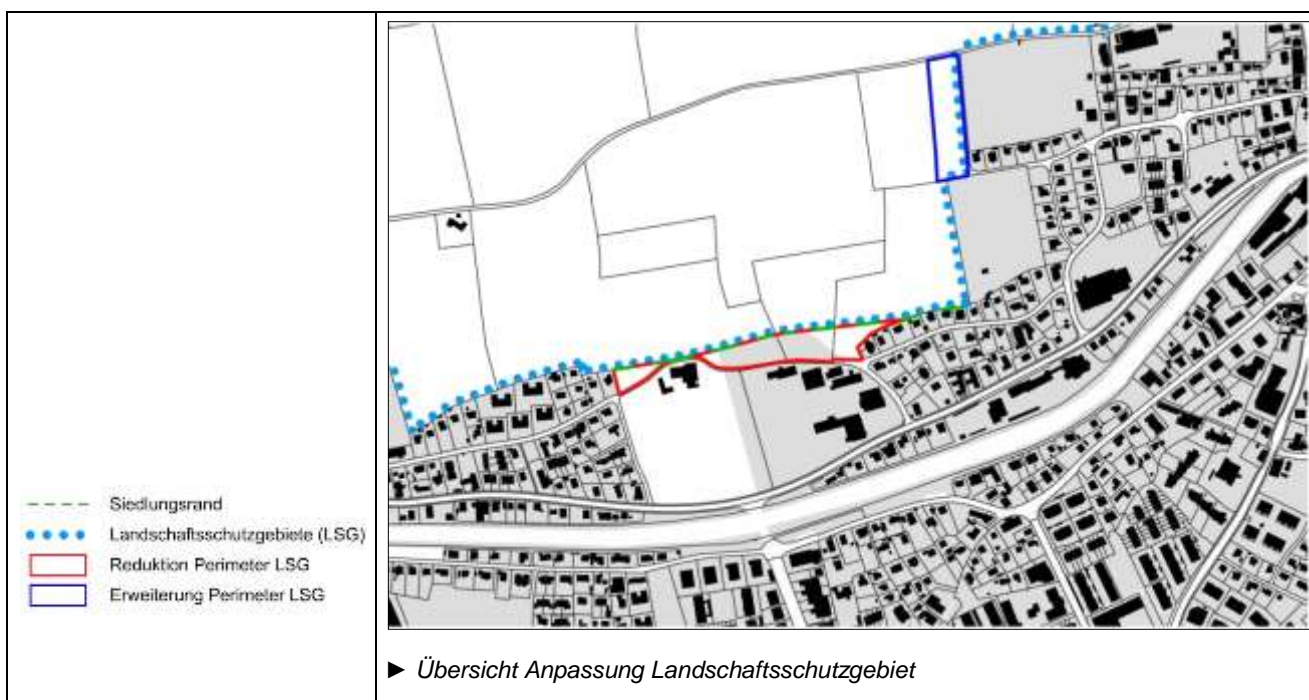 Siedlungsrand
Landschaftsschutzgebiete (LSG)
Reduktion Perimeter LSG
Erweiterung Perimeter LSG
► Übersicht Anpassung Landschaftsschutzgebiet